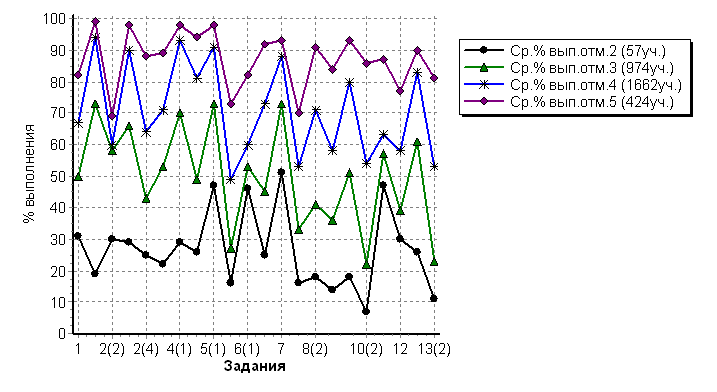 100
90
80
70
60
50
40
30
20
10
0
% выполнения
1 2(2) 2(4) 4(1) 5(1) 6(1) 7 8(2) 10(2) 12 13(2)
Задания
Ср.% вып.отм.2 (57уч.)
Ср.% вып.отм.3 (974уч.)
Ср.% вып.отм.4 (1662уч.)
Ср.% вып.отм.5 (424уч.)